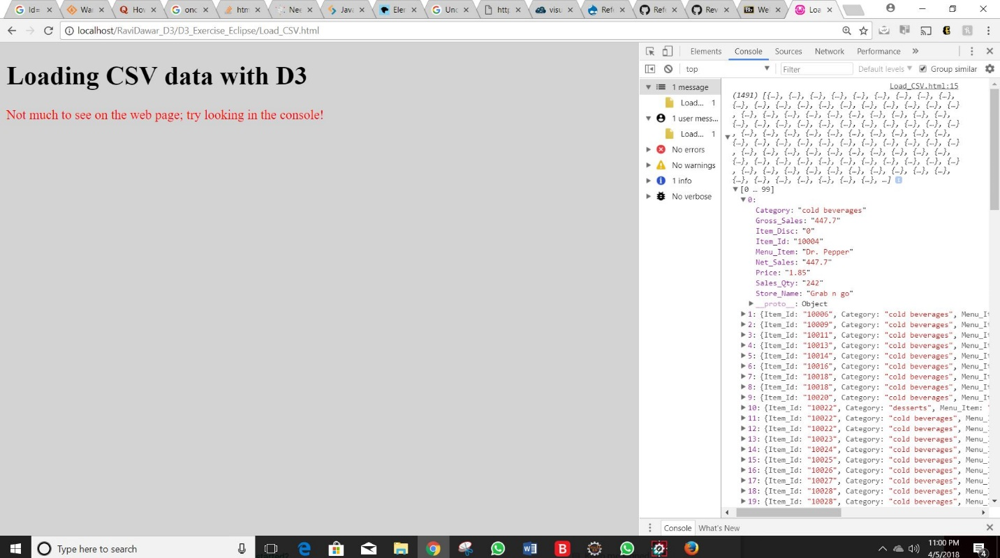 Id=
War
Hov
onc
htm
Nee
Java
Eler
Unc
http
visu
Refe
Refe
Rev
We
Loa
localhost/RaviDawar_D3/D3_Exercise_Eclipse/Load_CSV.html
Loading CSV data with D3
Not much to see on the web page; try looking in the console!
Elements Console Sources Network Performance »
top Filter Default levels ▼ Group similar
1 message
Load... 1
1 user mess...
Load... 1
No errors
No warnings
1 info
No verbose
Load_CSV.html:15
(1491) [{…}, {…}, {…}, {…}, {…}, {…}, {…}, {…}, {…},
{…}, {…}, {…}, {…}, {…}, {…}, {…}, {…}, {…}, {…}, {…}, {…}
, {…}, {…}, {…}, {…}, {…}, {…}, {…}, {…}, {…}, {…},
{…}, {…}, {…}, {…}, {…}, {…}, {…}, {…}, {…}, {…}, {…}, {…}
, {…}, {…}, {…}, {…}, {…}, {…}, {…}, {…}, {…}, {…},
{…}, {…}, {…}, {…}, {…}, {…}, {…}, {…}, {…}, {…}, {…}, {…}
, {…}, {…}, {…}, {…}, {…}, {…}, {…}, {…}, {…}, {…},
{…}, {…}, {…}, {…}, {…}, {…}, {…}, {…}, {…}, {…}, {…}, {…}
, {…}, {…}, {…}, {…}, {…}, {…}, {…}, {…}, {…}, {…},
{…}, {…}, {…}, {…}, {…}, {…}, {…}, …]
[0 … 99]
0:
Category: "cold beverages"
Gross_Sales: "447.7"
Item_Disc: "0"
Item_Id: "10004"
Menu_Item: "Dr. Pepper"
Net_Sales: "447.7"
Price: "1.85"
Sales_Qty: "242"
Store_Name: "Grab n go"
__proto__: Object
1: {Item_Id: "10006", Category: "cold beverages", Menu_It
2: {Item_Id: "10009", Category: "cold beverages", Menu_It
3: {Item_Id: "10011", Category: "cold beverages", Menu_It
4: {Item_Id: "10013", Category: "cold beverages", Menu_It
5: {Item_Id: "10014", Category: "cold beverages", Menu_It
6: {Item_Id: "10016", Category: "cold beverages", Menu_It
7: {Item_Id: "10018", Category: "cold beverages", Menu_It
8: {Item_Id: "10018", Category: "cold beverages", Menu_It
9: {Item_Id: "10020", Category: "cold beverages", Menu_It
10: {Item_Id: "10022", Category: "desserts", Menu_Item: "
11: {Item_Id: "10022", Category: "cold beverages", Menu_
12: {Item_Id: "10022", Category: "cold beverages", Menu_
13: {Item_Id: "10023", Category: "cold beverages", Menu_
14: {Item_Id: "10024", Category: "cold beverages", Menu_
15: {Item_Id: "10025", Category: "cold beverages", Menu_
16: {Item_Id: "10026", Category: "cold beverages", Menu_
17: {Item_Id: "10027", Category: "cold beverages", Menu_
18: {Item_Id: "10028", Category: "cold beverages", Menu_
19: {Item_Id: "10028", Category: "cold beverages", Menu_
Console What's New
Type here to search
11:00 PM
4/5/2018
4